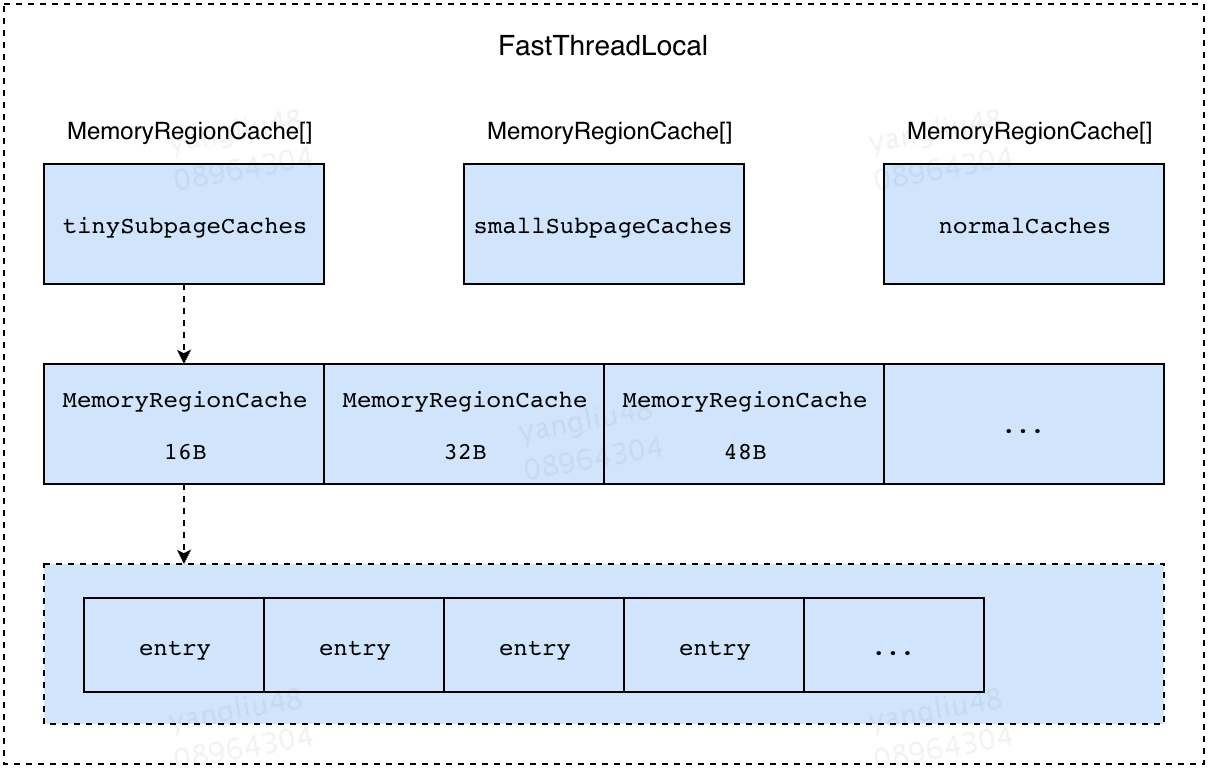 FastThreadLocal
MemoryRegionCache[] MemoryRegionCache[] MemoryRegionCache[]
yangliu48 yangliu48
08964304 08964304
tinySubpageCaches smallSubpageCaches normalCaches
MemoryRegionCache MemoryRegionCache MemoryRegionCache ...
16B 32B 48B
yangliu48
08964304
entry entry entry entry ...
yangliu48 yangliu48
08964304 08964304